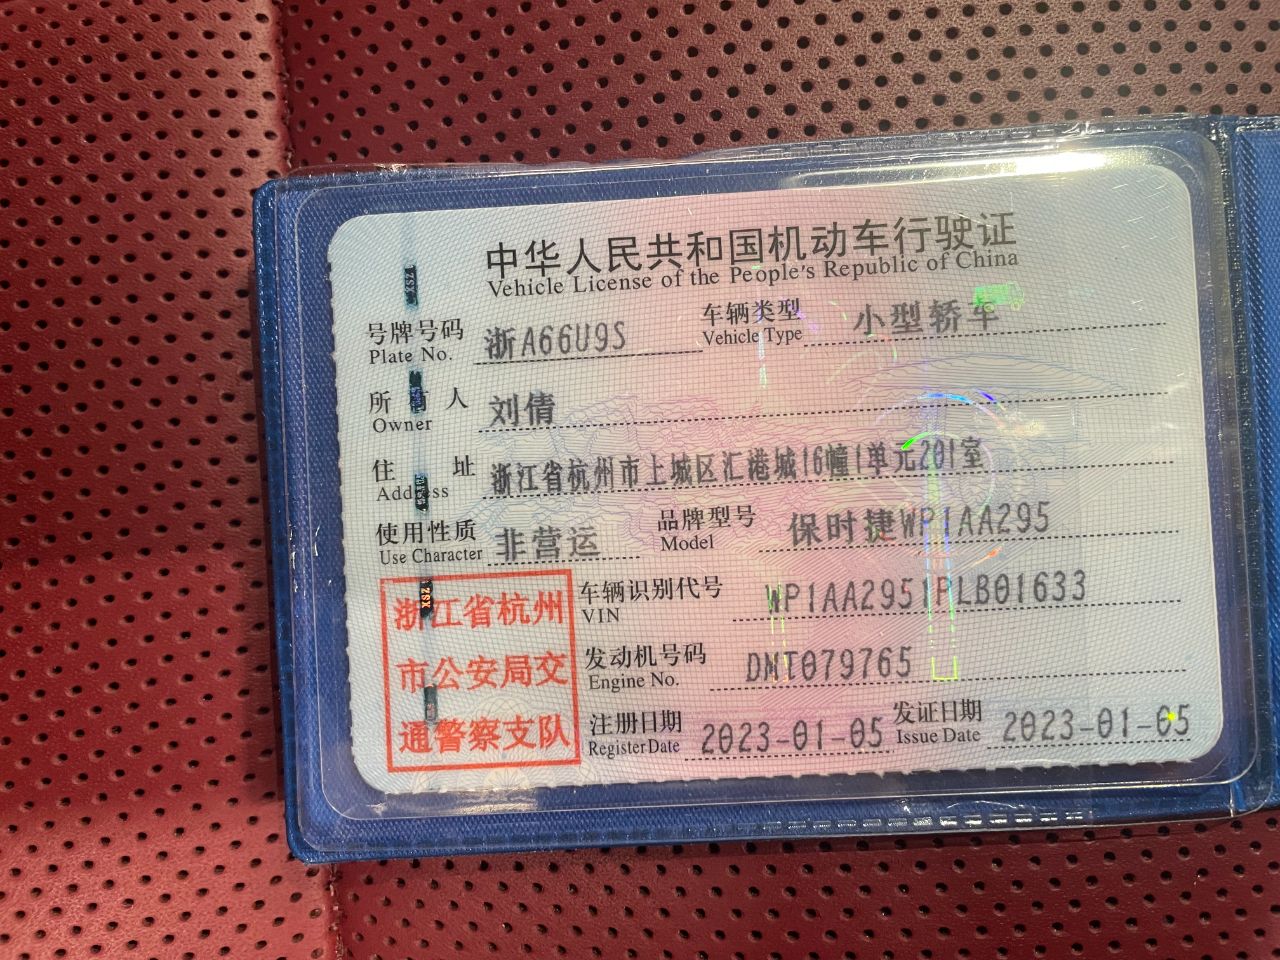 中华人民共和国机动车行驶证
Vehicle License of the People's Republic of China
号牌号码 浙A66U9S 车辆类型 小型轿车
Plate No. Vehicle Type
所有人 刘倩
Owner
住址 浙江省杭州市上城区汇港城16幢1单元201室
Address
使用性质 非营运 品牌型号 保时捷WP1AA295
Use Character Model
浙江省杭州
市公安局交
通警察支队
车辆识别代号 WP1AA2951PLB01633
VIN
发动机号码 DMT079765
Engine No.
注册日期 2023-01-05 发证日期 2023-01-05
Register Date Issue Date
XSZ
XSZ